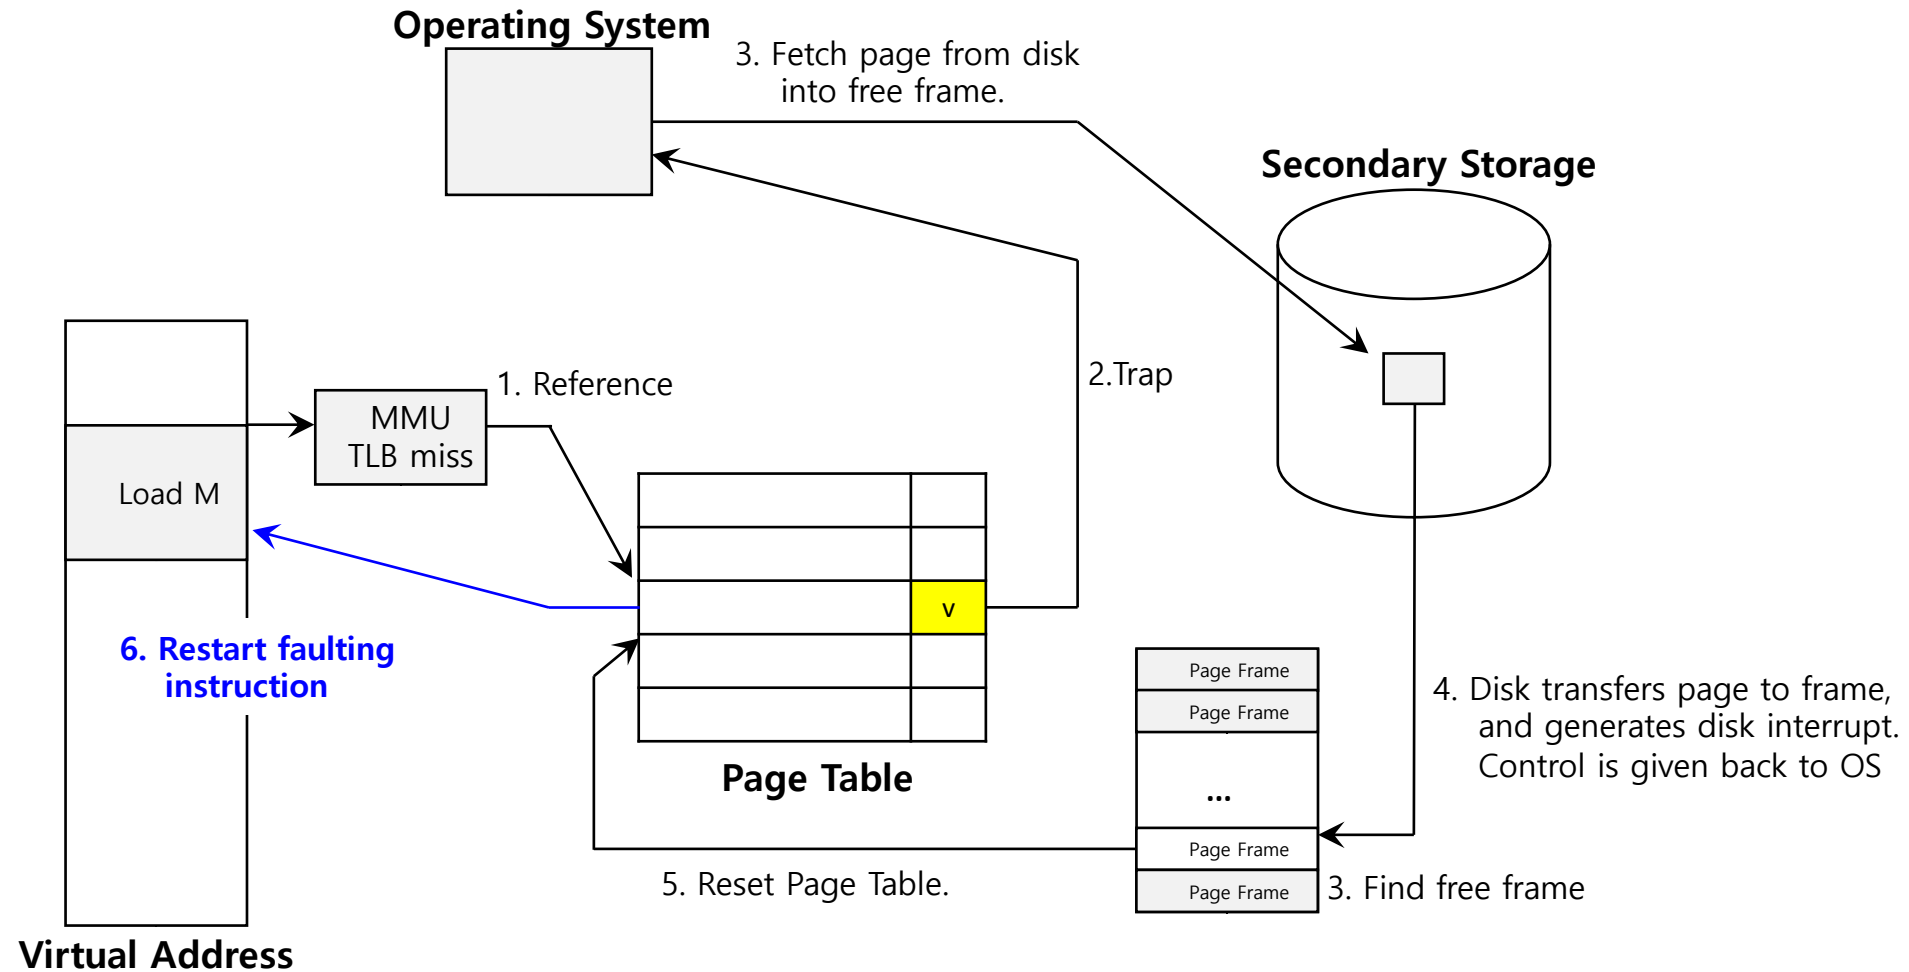 Operating System
3. Fetch page from disk
into free frame.
Secondary Storage
1. Reference
2.Trap
MMU
TLB miss
Load M
v
6. Restart faulting
instruction
Page Table
Page Frame
Page Frame
...
Page Frame
Page Frame
4. Disk transfers page to frame,
and generates disk interrupt.
Control is given back to OS
5. Reset Page Table.
3. Find free frame
Virtual Address